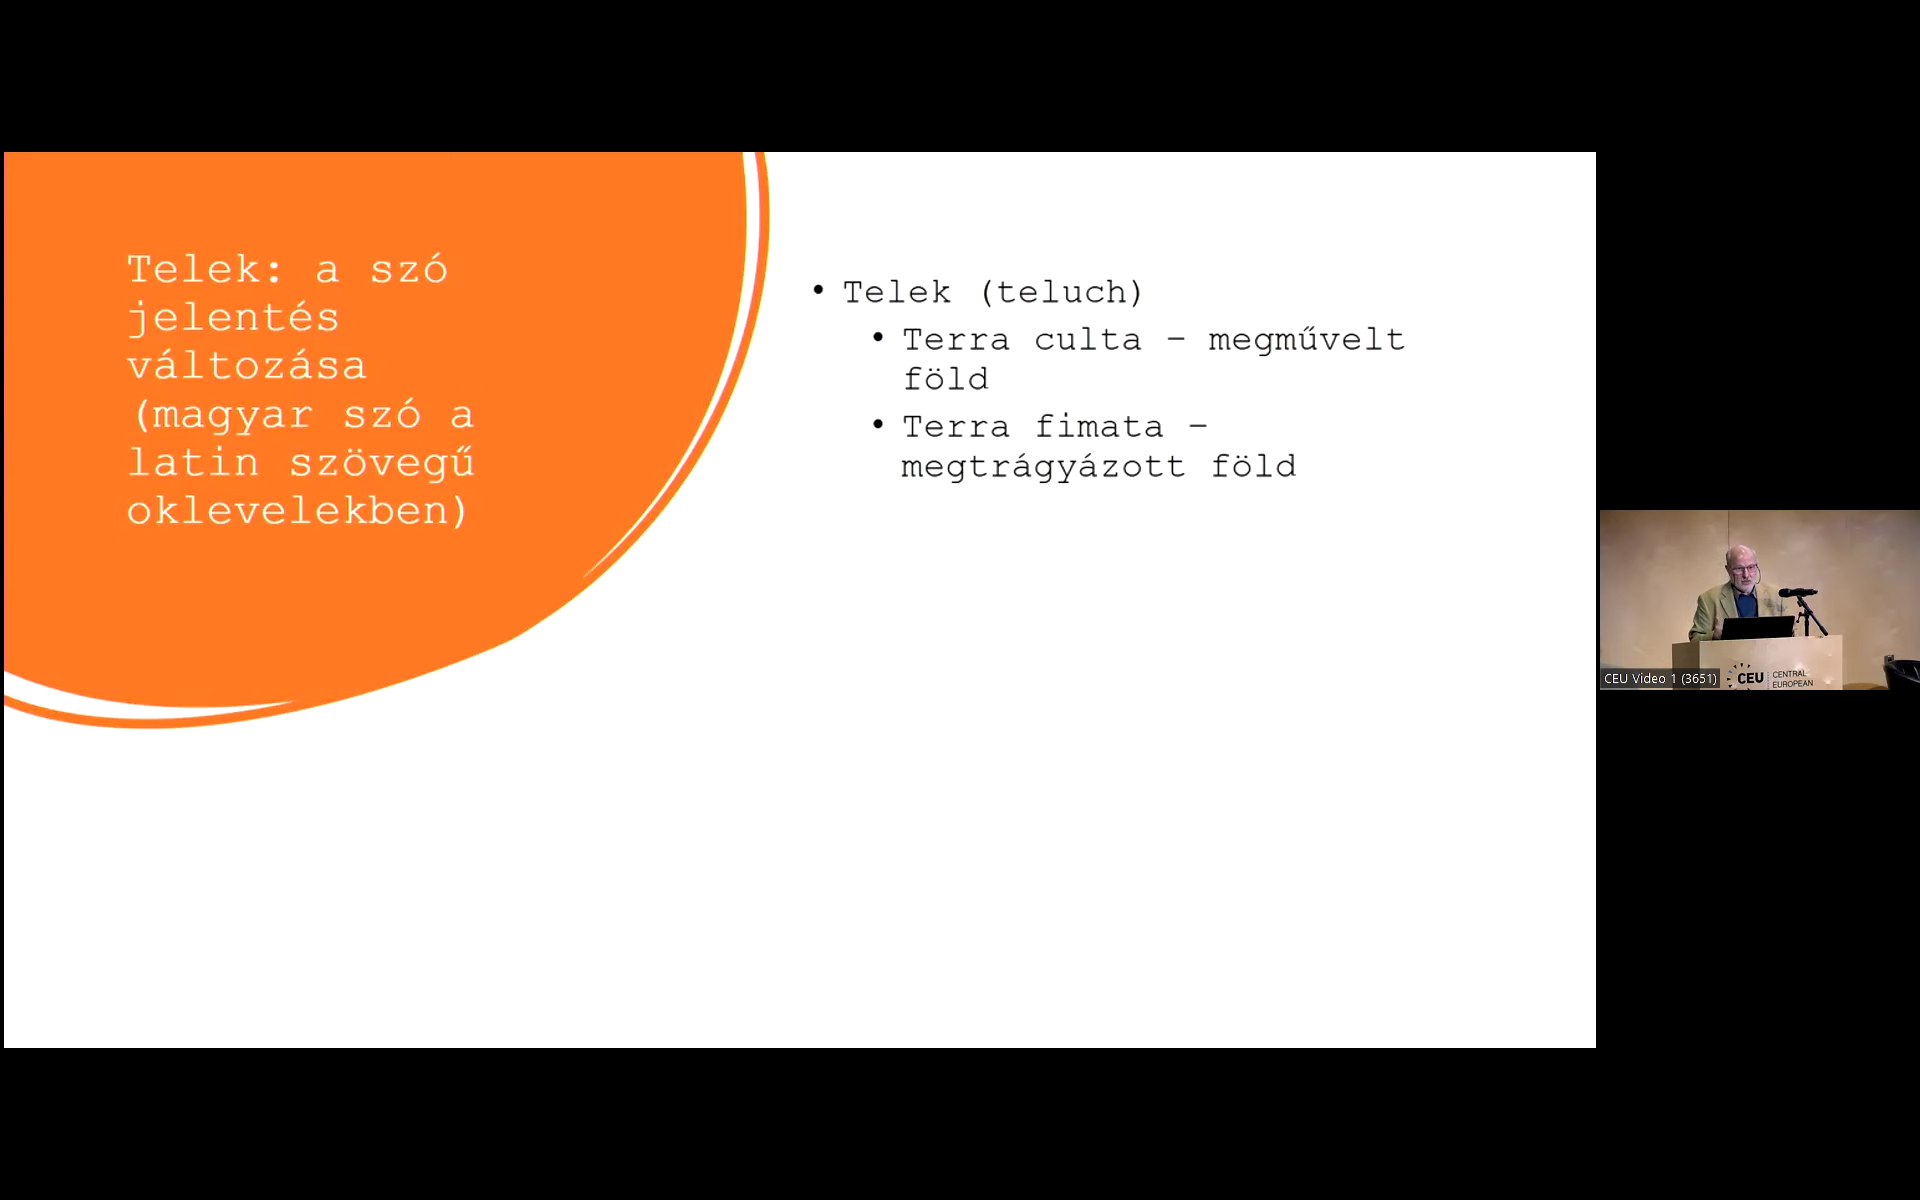 Telek: a szó
jelentés
változása
(magyar szó a
latin szövegű
oklevelekben)
• Telek (teluch)
• Terra culta – megművelt
föld
• Terra fimata –
megtrágyázott föld
CEU Video 1 (3651)
CEU
CENTRAL
EUROPEAN